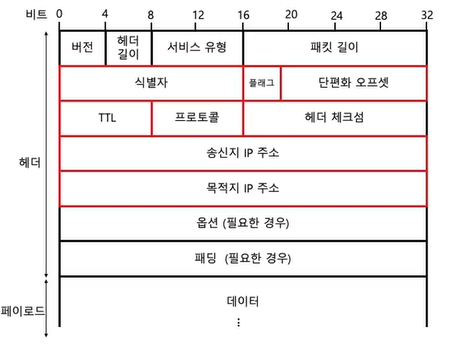 비트 0 4 8 12 16 20 24 28 32
버전 헤더 길이 서비스 유형 패킷 길이
식별자 플래그 단편화 오프셋
TTL 프로토콜 헤더 체크섬
헤더
송신지 IP 주소
목적지 IP 주소
옵션 (필요한 경우)
패딩 (필요한 경우)
페이로드
데이터
⋮